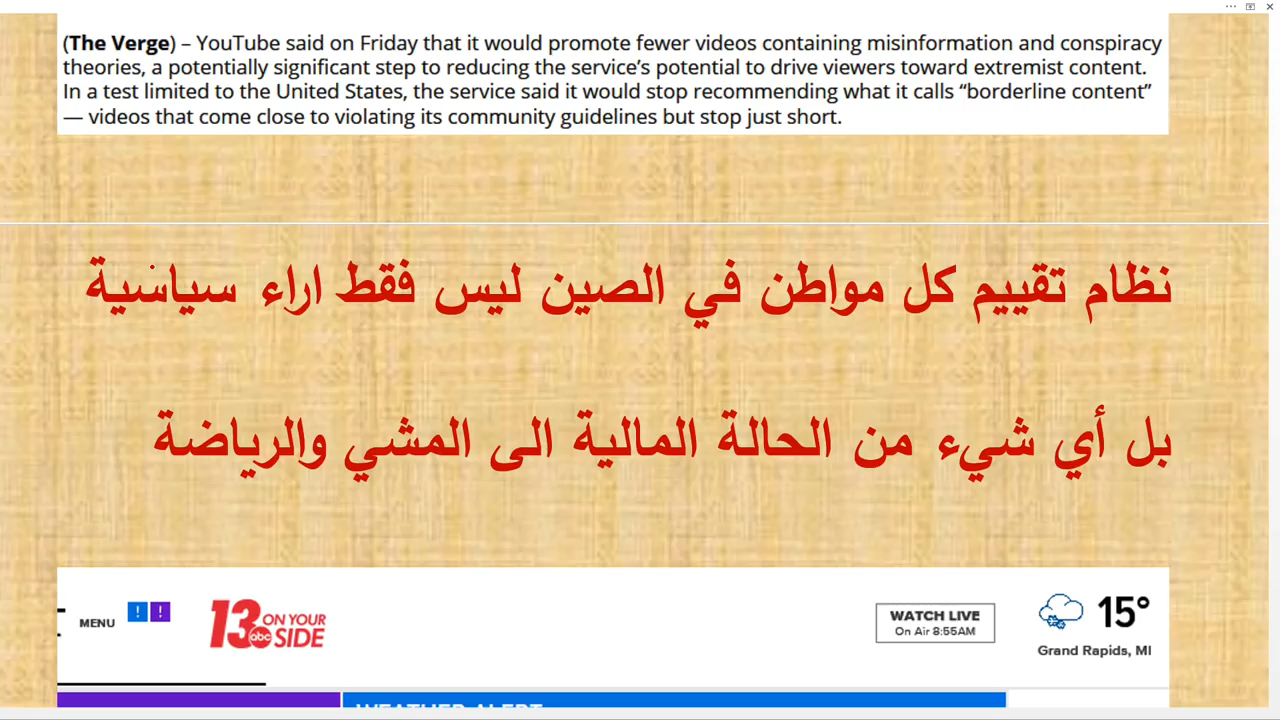 (The Verge) – YouTube said on Friday that it would promote fewer videos containing misinformation and conspiracy
theories, a potentially significant step to reducing the service's potential to drive viewers toward extremist content.
In a test limited to the United States, the service said it would stop recommending what it calls “borderline content”
— videos that come close to violating its community guidelines but stop just short.
نظام تقييم كل مواطن في الصين ليس فقط اراء سياسية
بل أي شيء من الحالة المالية الى المشي والرياضة
MENU
! !
13 ON YOUR SIDE
abc
WATCH LIVE
On Air 8:55AM
15°
Grand Rapids, MI
WEATHER ALERT